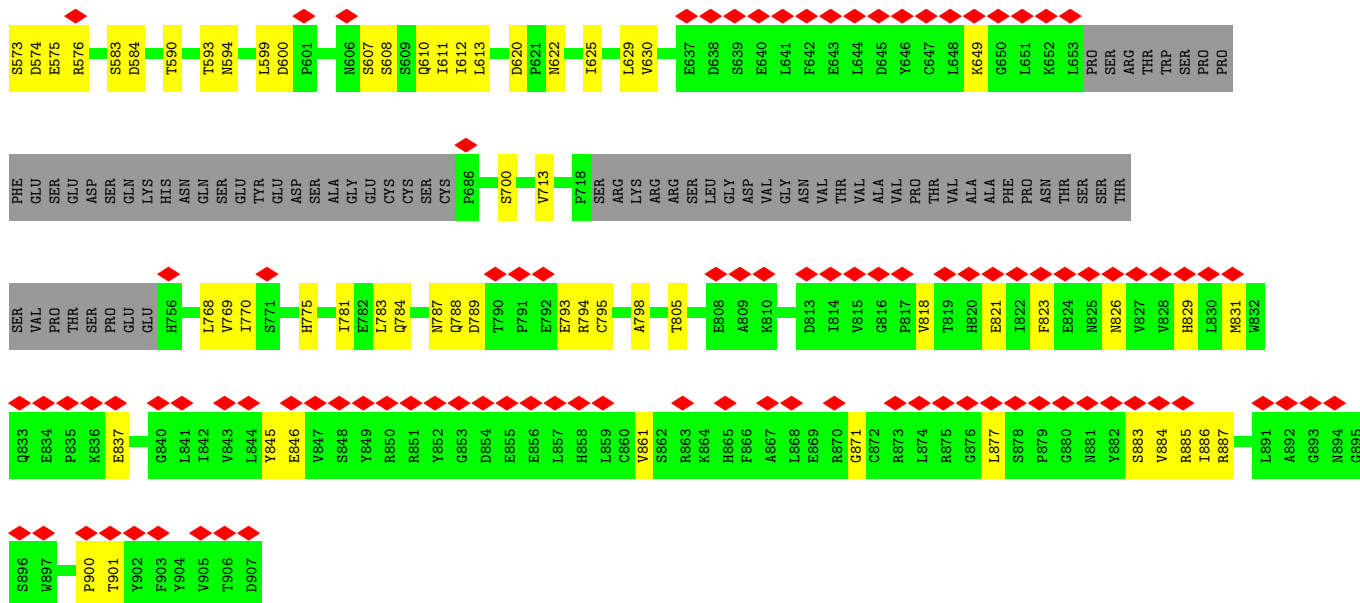 S573 D574 E575 R576 S583 D584 T590 T593 N594 L599 D600 P601 N606 S607 S608 S609 Q610 I611 I612 L613 D620 P621 N622 I625 L629 V630 E637 D638 S639 E640 L641 F642 E643 L644 D645 Y646 C647 L648 K649 G650 L651 K652 L653 PRO SER ARG THR TRP SER PRO PRO
PHE GLU SER GLU ASP SER GLN LYS HIS ASN GLN SER GLU TYR GLU ASP SER ALA GLY GLU CYS CYS SER CYS P686 S700 V713 P718 SER ARG LYS ARG ARG SER LEU GLY ASP VAL GLY ASN VAL THR VAL ALA VAL PRO THR VAL ALA ALA PHE PRO ASN THR SER SER THR
SER VAL PRO THR SER PRO GLU GLU H756 L768 V769 I770 S771 H775 I781 E782 L783 Q784 N787 Q788 D789 T790 P791 E792 E793 R794 C795 A798 T805 E808 A809 K810 D813 I814 V815 G816 P817 V818 T819 H820 E821 I822 F823 E824 N825 N826 V827 V828 H829 L830 M831 W832
Q833 E834 P835 K836 E837 G840 L841 I842 V843 L844 Y845 E846 V847 S848 Y849 R850 R851 Y852 G853 D854 E855 E856 L857 H858 L859 C860 V861 S862 R863 K864 H865 F866 A867 L868 E869 R870 G871 C872 R873 L874 R875 G876 L877 S878 P879 G880 N881 Y882 S883 V884 R885 I886 R887 L891 A892 G893 N894 G895
S896 W897 P900 T901 Y902 F903 Y904 V905 T906 D907